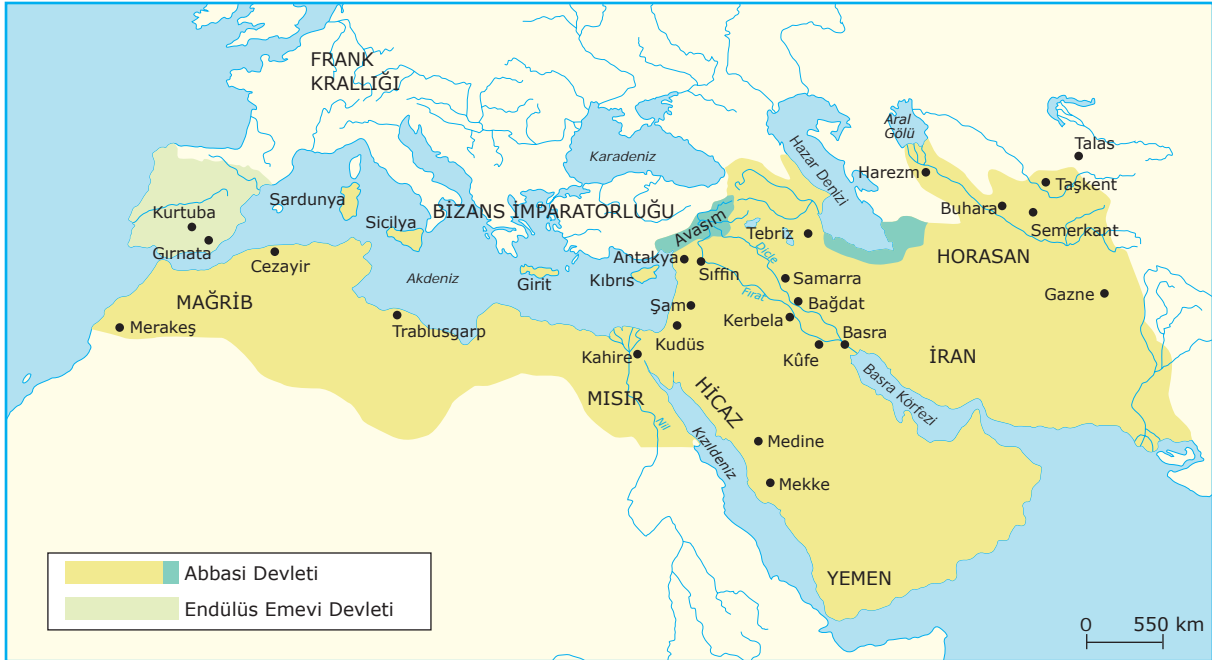 FRANK
KRALLIĞI
Aral
Gölü
Talas
Karadeniz
Hazar Denizi
Harezm
Taşkent
Kurtuba
Sardunya
Sicilya
BİZANS İMPARATORLUĞU
Avasım
Tebriz
Buhara
Semerkant
Gırnata
Cezayir
Akdeniz
Girit
Kıbrıs
Antakya
Sıffin
Dicle
Samarra
HORASAN
MAĞRİB
Merakeş
Trablusgarp
Şam
Fırat
Bağdat
Gazne
Kudüs
Kerbela
Basra
Kahire
Kûfe
İRAN
MISIR
HİCAZ
Basra Körfezi
Nil
Kızıldeniz
Medine
Mekke
YEMEN
Abbasi Devleti
Endülüs Emevi Devleti
0 550 km